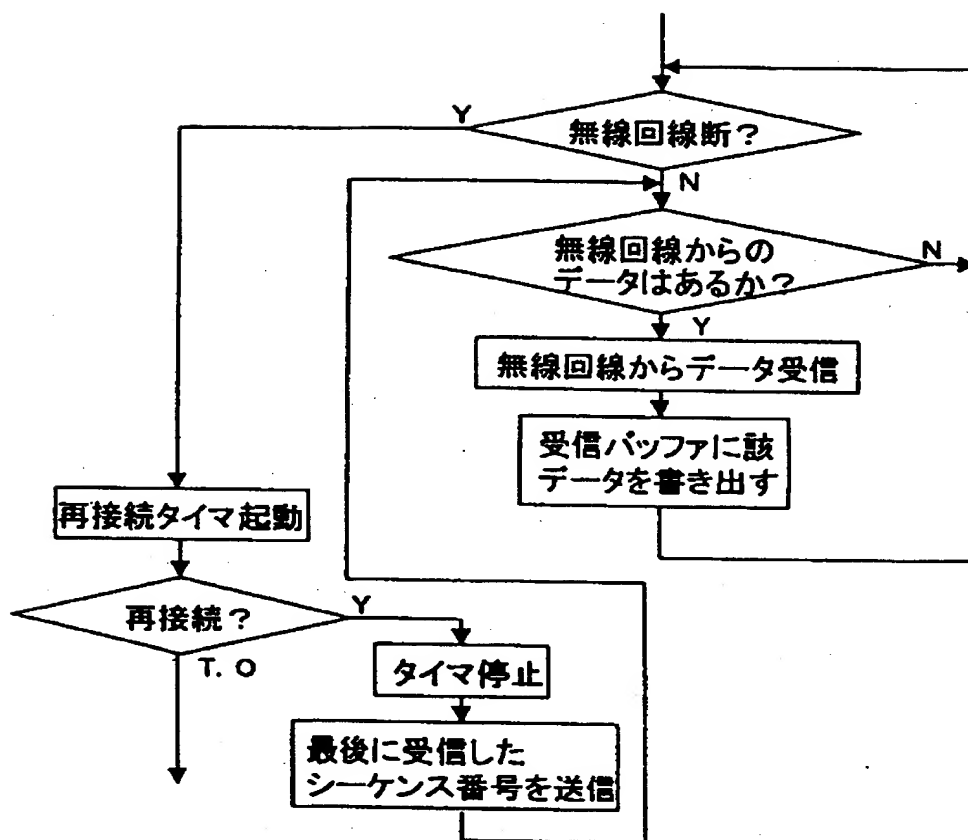 無線回線断?
Y
N
無線回線からの
データはあるか?
N
Y
無線回線からデータ受信
受信バッファに該
データを書き出す
再接続タイマ起動
再接続?
Y
T. O
タイマ停止
最後に受信した
シーケンス番号を送信